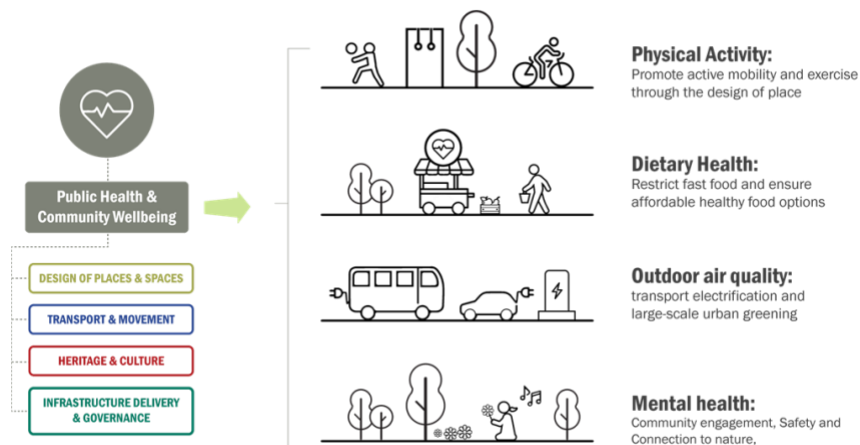 Public Health &
Community Wellbeing
DESIGN OF PLACES & SPACES
TRANSPORT & MOVEMENT
HERITAGE & CULTURE
INFRASTRUCTURE DELIVERY
& GOVERNANCE
Physical Activity:
Promote active mobility and exercise
through the design of place
Dietary Health:
Restrict fast food and ensure
affordable healthy food options
Outdoor air quality:
transport electrification and
large-scale urban greening
Mental health:
Community engagement, Safety and
Connection to nature,